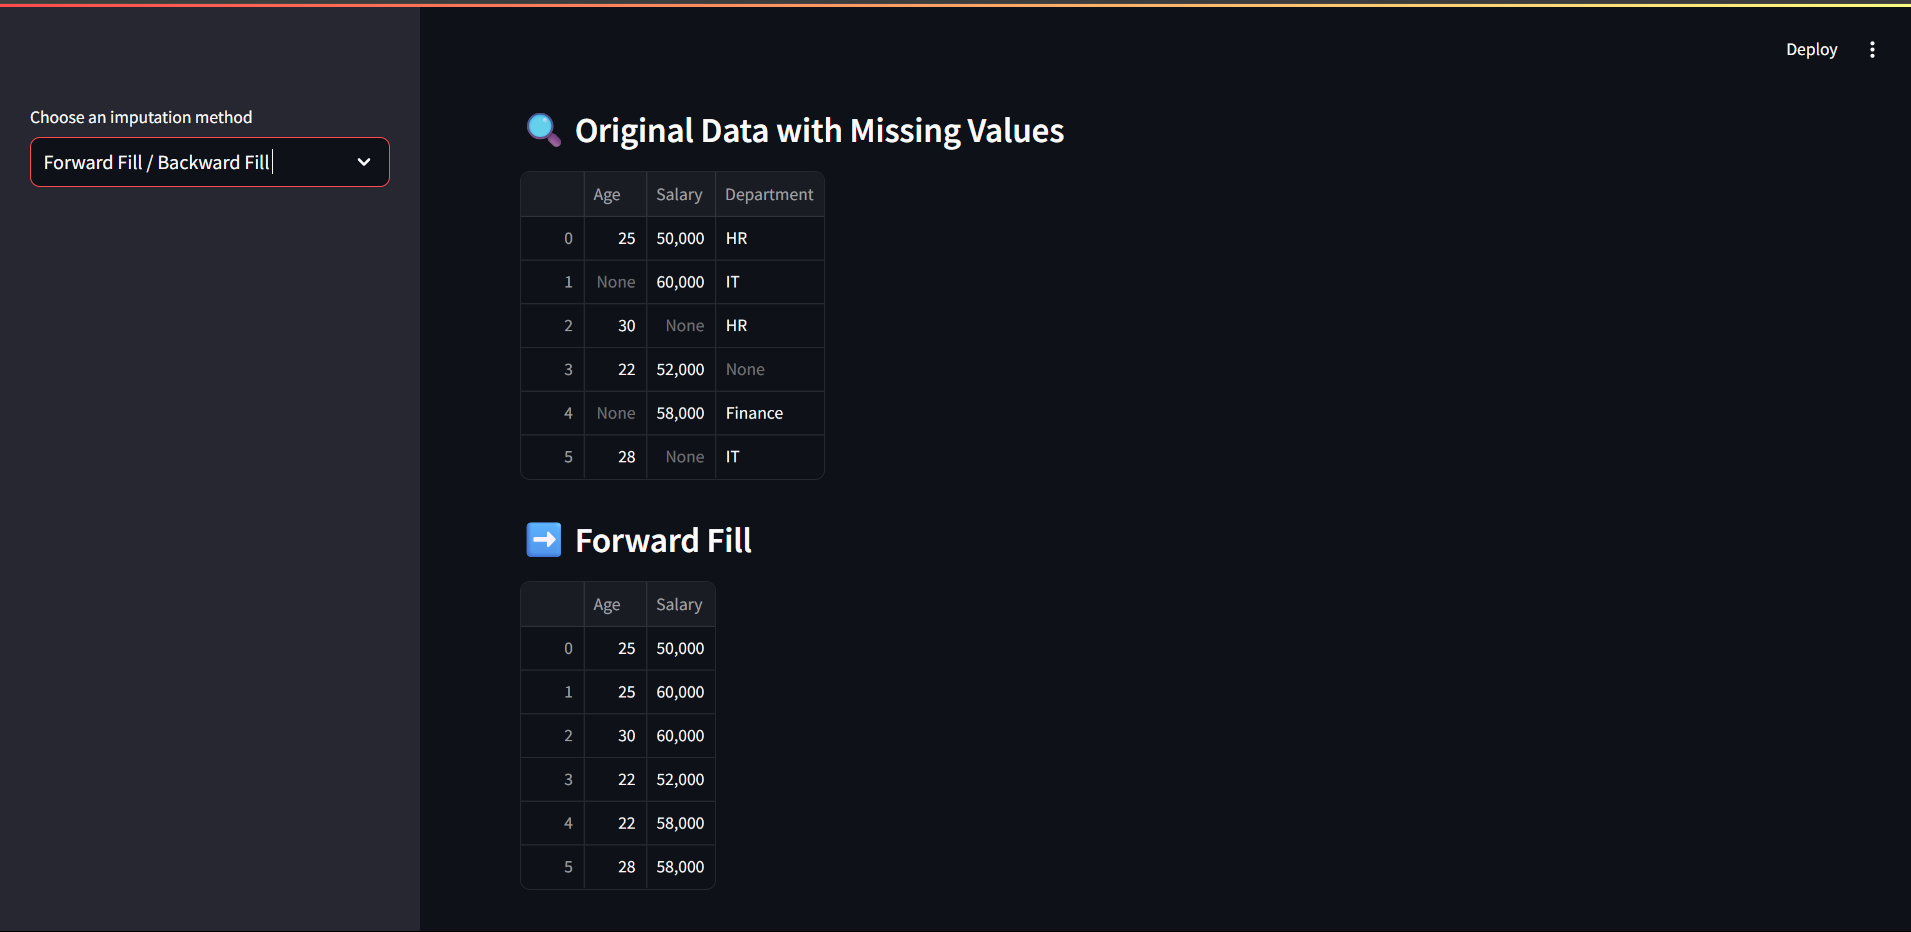 Deploy
Choose an imputation method
Forward Fill / Backward Fill
Original Data with Missing Values
Age Salary Department
0 25 50,000 HR
1 None 60,000 IT
2 30 None HR
3 22 52,000 None
4 None 58,000 Finance
5 28 None IT
Forward Fill
Age Salary
0 25 50,000
1 25 60,000
2 30 60,000
3 22 52,000
4 22 58,000
5 28 58,000